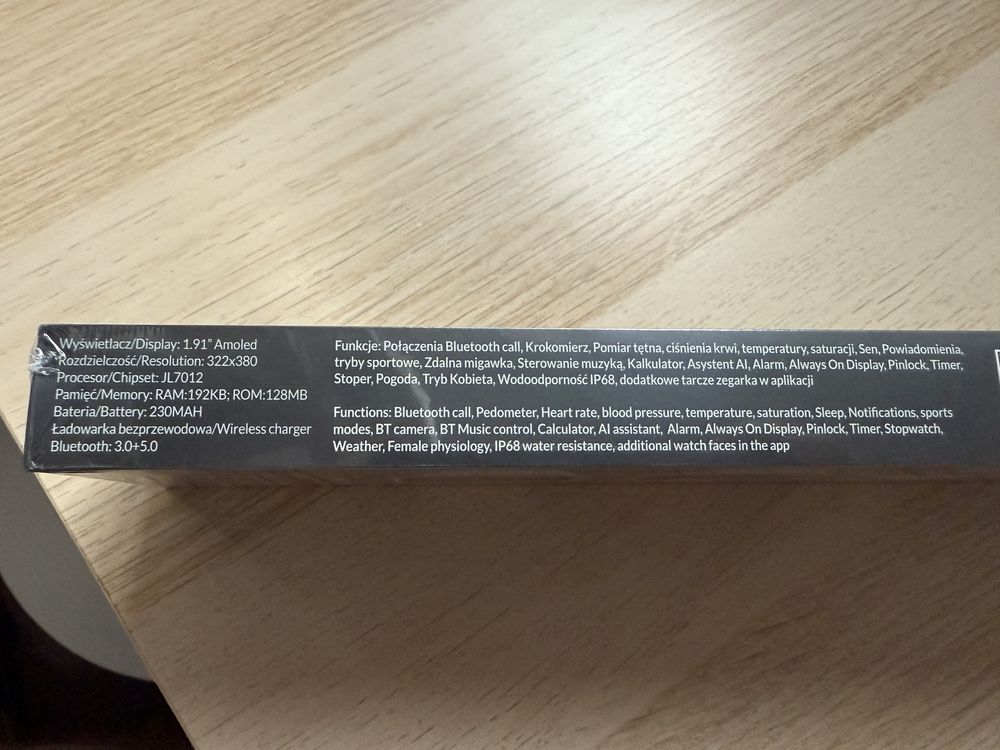 Wyświetlacz/Display: 1.91” Amoled
Rozdzielczość/Resolution: 322x380
Procesor/Chipset: JL7012
Pamięć/Memory: RAM:192KB; ROM:128MB
Bateria/Battery: 230MAH
Ładowarka bezprzewodowa/Wireless charger
Bluetooth: 3.0+5.0
Funkcje: Połączenia Bluetooth call, Krokomierz, Pomiar tętna, ciśnienia krwi, temperatury, saturacji, Sen, Powiadomienia,
tryby sportowe, Zdalna migawka, Sterowanie muzyką, Kalkulator, Asystent AI, Alarm, Always On Display, Pinlock, Timer,
Stoper, Pogoda, Tryb Kobieta, Wodoodporność IP68, dodatkowe tarcze zegarka w aplikacji
Functions: Bluetooth call, Pedometer, Heart rate, blood pressure, temperature, saturation, Sleep, Notifications, sports
modes, BT camera, BT Music control, Calculator, AI assistant, Alarm, Always On Display, Pinlock, Timer, Stopwatch,
Weather, Female physiology, IP68 water resistance, additional watch faces in the app